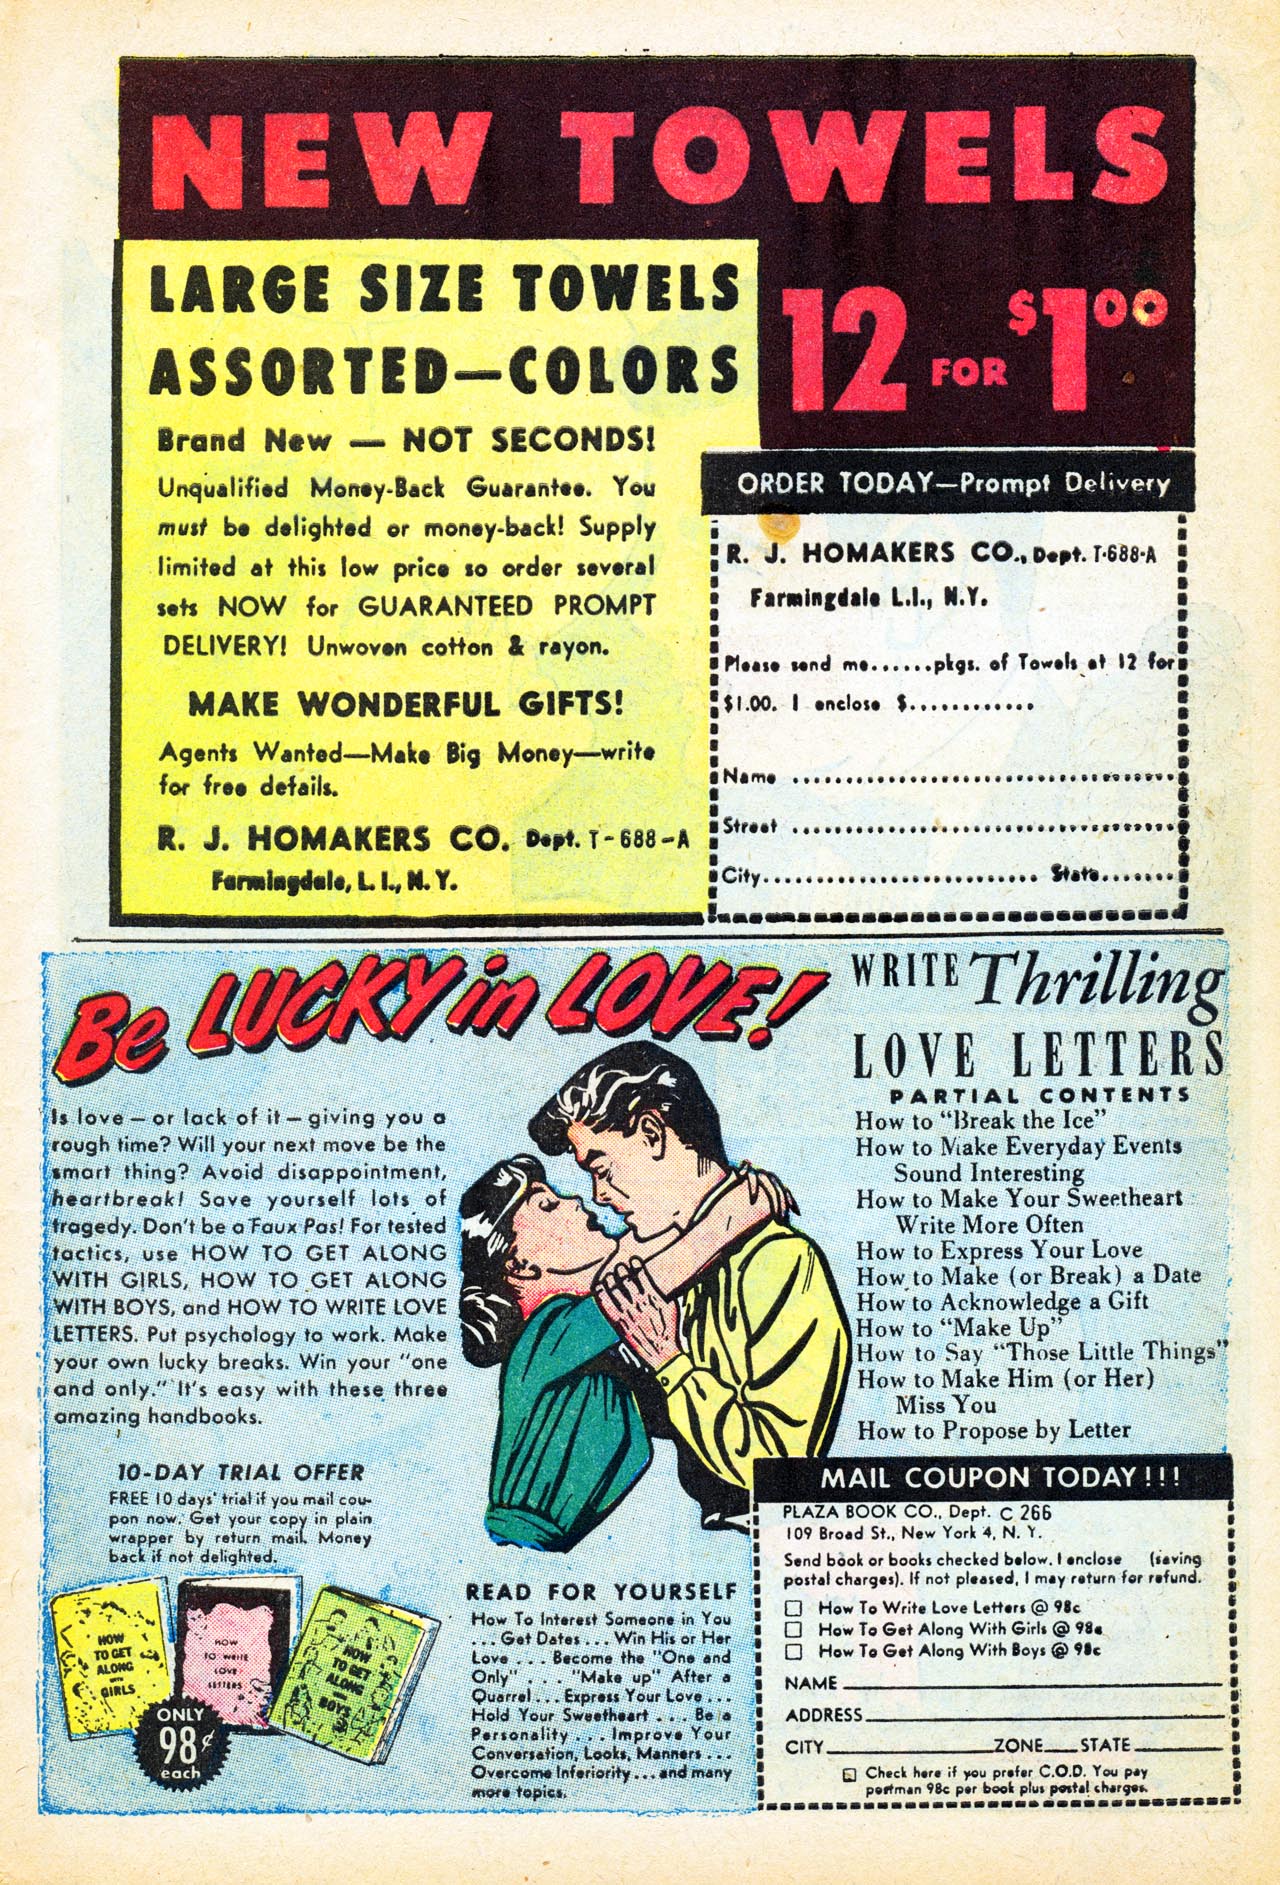 NEW TOWELS
LARGE SIZE TOWELS
ASSORTED—COLORS
12 FOR $1.00
Brand New — NOT SECONDS!
Unqualified Money-Back Guarantee. You
must be delighted or money-back! Supply
limited at this low price so order several
sets NOW for GUARANTEED PROMPT
DELIVERY! Unwoven cotton & rayon.
MAKE WONDERFUL GIFTS!
Agents Wanted—Make Big Money—write
for free details.
R. J. HOMAKERS CO. Dept. T-688-A
Farmingdale, L. I., N. Y.
ORDER TODAY—Prompt Delivery
R. J. HOMAKERS CO., Dept. T-688-A
Farmingdale L.I., N.Y.
Please send me......pkgs. of Towels at 12 for
$1.00. I enclose $............
Name
Street
City State
Be LUCKY in LOVE!
Is love — or lack of it — giving you a
rough time? Will your next move be the
smart thing? Avoid disappointment,
heartbreak! Save yourself lots of
tragedy. Don't be a Faux Pas! For tested
tactics, use HOW TO GET ALONG
WITH GIRLS, HOW TO GET ALONG
WITH BOYS, and HOW TO WRITE LOVE
LETTERS. Put psychology to work. Make
your own lucky breaks. Win your "one
and only." It's easy with these three
amazing handbooks.
10-DAY TRIAL OFFER
FREE 10 days' trial if you mail cou-
pon now. Get your copy in plain
wrapper by return mail. Money
back if not delighted.
HOW
TO GET
ALONG
WITH
GIRLS
HOW
TO WRITE
LOVE
LETTERS
HOW
TO GET
ALONG
WITH
BOYS
ONLY
98¢
each
READ FOR YOURSELF
How To Interest Someone in You
... Get Dates ... Win His or Her
Love ... Become the "One and
Only" ... "Make up" After a
Quarrel ... Express Your Love ...
Hold Your Sweetheart ... Be a
Personality ... Improve Your
Conversation, Looks, Manners ...
Overcome Inferiority ... and many
more topics.
WRITE Thrilling
LOVE LETTERS
PARTIAL CONTENTS
How to "Break the Ice"
How to Make Everyday Events
Sound Interesting
How to Make Your Sweetheart
Write More Often
How to Express Your Love
How to Make (or Break) a Date
How to Acknowledge a Gift
How to "Make Up"
How to Say "Those Little Things"
How to Make Him (or Her)
Miss You
How to Propose by Letter
MAIL COUPON TODAY!!!
PLAZA BOOK CO., Dept. C 266
109 Broad St., New York 4, N. Y.
Send book or books checked below. I enclose (saving
postal charges). If not pleased, I may return for refund.
How To Write Love Letters @ 98c
How To Get Along With Girls @ 98c
How To Get Along With Boys @ 98c
NAME
ADDRESS
CITY ZONE STATE
Check here if you prefer C.O.D. You pay
postman 98c per book plus postal charges.